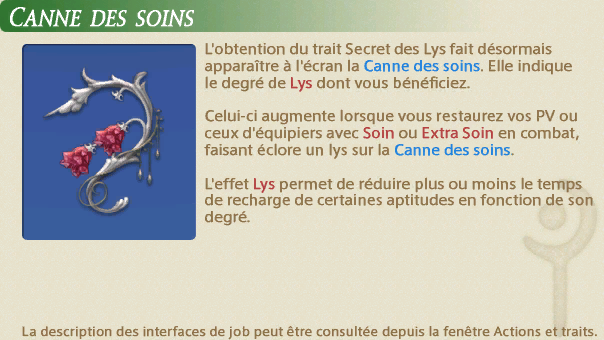 CANNE DES SOINS
L'obtention du trait Secret des Lys fait désormais
apparaître à l'écran la Canne des soins. Elle indique
le degré de Lys dont vous bénéficiez.
Celui-ci augmente lorsque vous restaurez vos PV ou
ceux d'équipiers avec Soin ou Extra Soin en combat,
faisant éclore un lys sur la Canne des soins.
L'effet Lys permet de réduire plus ou moins le temps
de recharge de certaines aptitudes en fonction de son
degré.
La description des interfaces de job peut être consultée depuis la fenêtre Actions et traits.